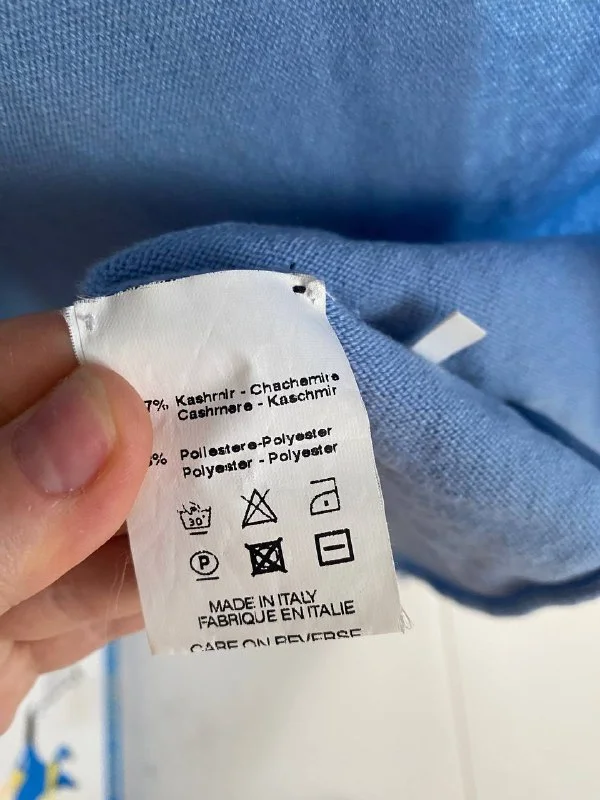 7% Kashmir - Chachemire
Cashmere - Kaschmir
% Poliestere-Polyester
Polyester - Polyester
30°
P
MADE IN ITALY
FABRIQUE EN ITALIE
CARE ON REVERSE